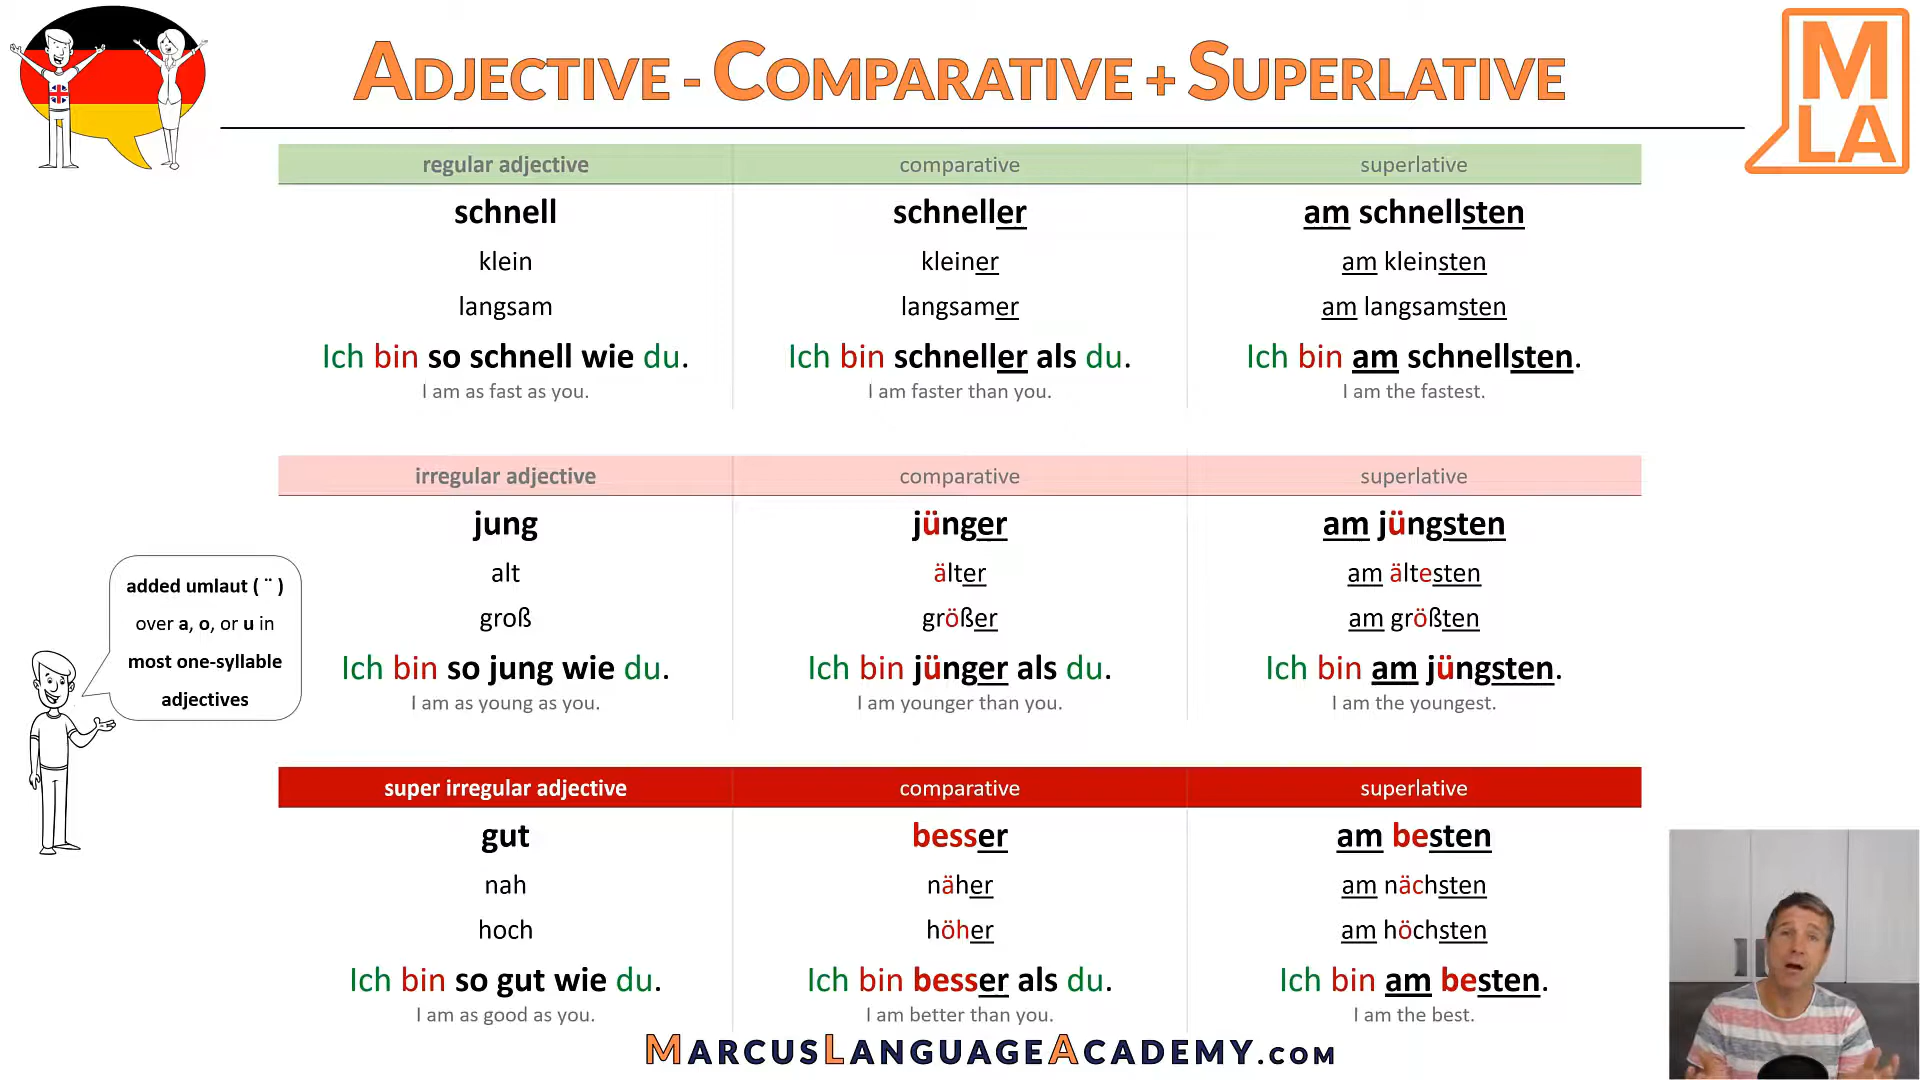 ADJECTIVE - COMPARATIVE + SUPERLATIVE
M
LA
regular adjective comparative superlative
schnell schneller am schnellsten
klein kleiner am kleinsten
langsam langsamer am langsamsten
Ich bin so schnell wie du. Ich bin schneller als du. Ich bin am schnellsten.
I am as fast as you. I am faster than you. I am the fastest.
irregular adjective comparative superlative
jung jünger am jüngsten
alt älter am ältesten
groß größer am größten
Ich bin so jung wie du. Ich bin jünger als du. Ich bin am jüngsten.
I am as young as you. I am younger than you. I am the youngest.
added umlaut ( ¨ )
over a, o, or u in
most one-syllable
adjectives
super irregular adjective comparative superlative
gut besser am besten
nah näher am nächsten
hoch höher am höchsten
Ich bin so gut wie du. Ich bin besser als du. Ich bin am besten.
I am as good as you. I am better than you. I am the best.
MARCUSLANGUAGEACADEMY.COM